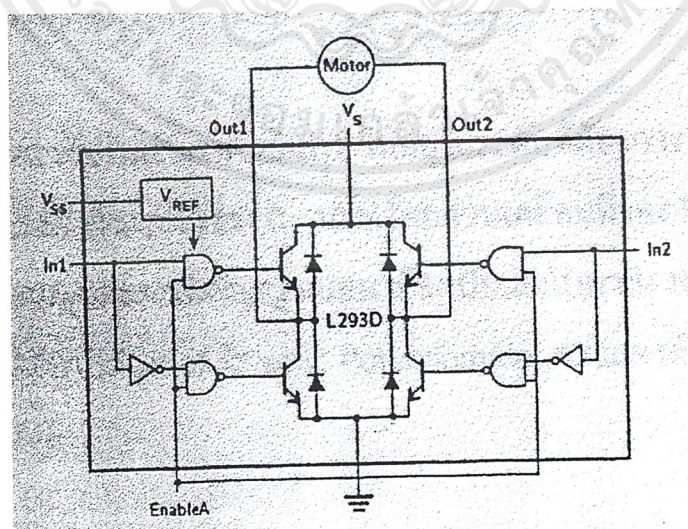 Motor
Vs
Out1
Out2
Vss
VREF
In1
In2
L293D
EnableA